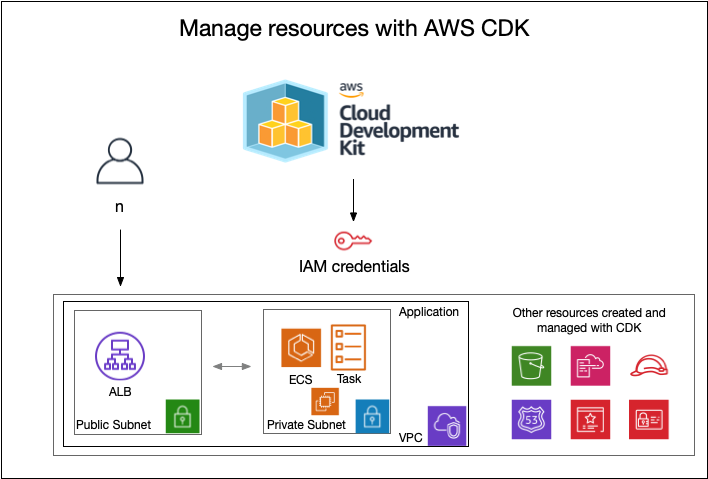 Manage resources with AWS CDK
aws
Cloud
Development
Kit
n
IAM credentials
Application
Other resources created and
managed with CDK
ECS
Task
ALB
Public Subnet
Private Subnet
VPC
53